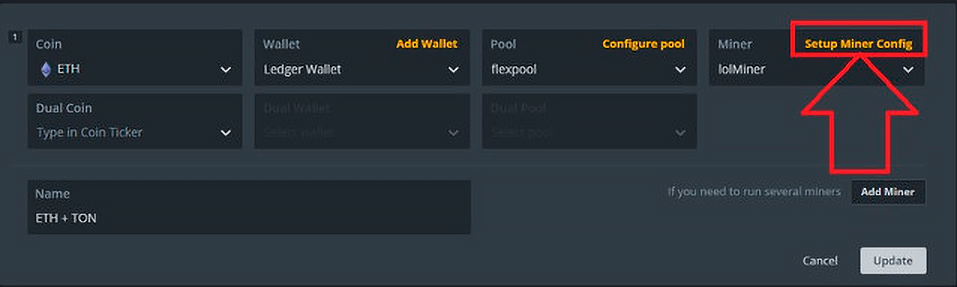 1
Coin
ETH
Wallet Add Wallet
Ledger Wallet
Pool Configure pool
flexpool
Miner Setup Miner Config
lolMiner
Dual Coin
Type in Coin Ticker
Dual Wallet
Select wallet
Dual Pool
Select pool
Name
ETH + TON
If you need to run several miners Add Miner
Cancel Update